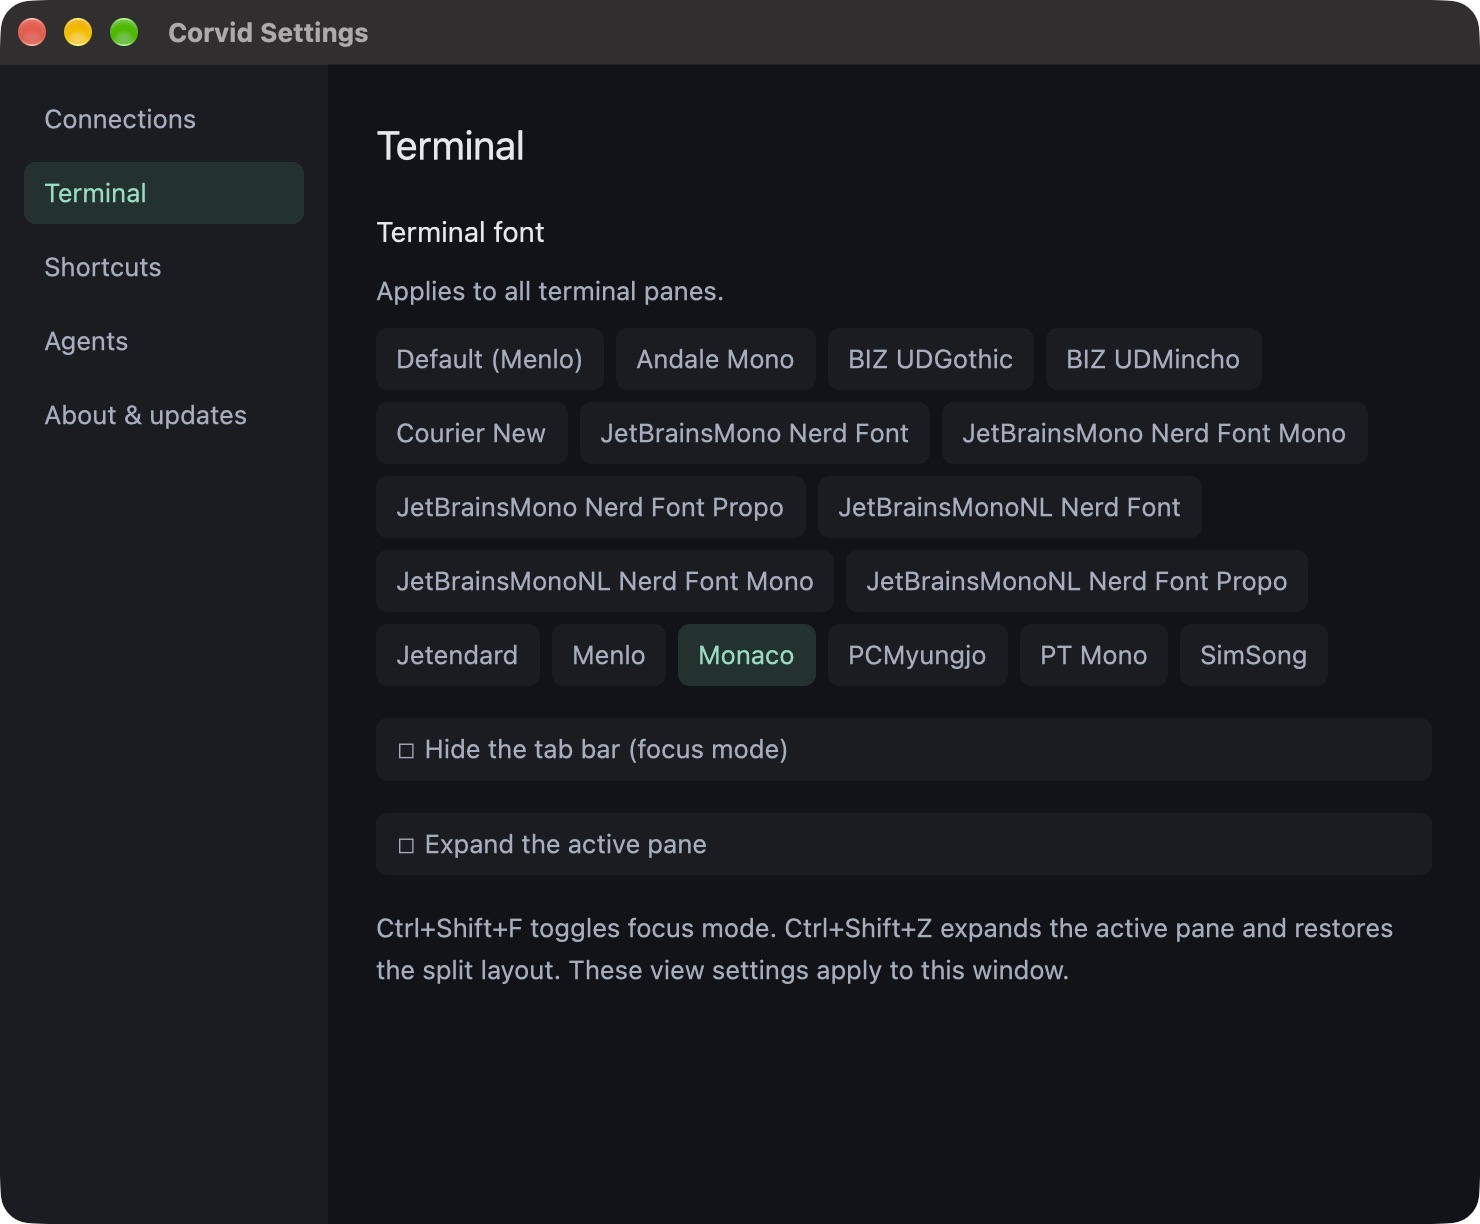 Corvid Settings
Connections
Terminal
Shortcuts
Agents
About & updates
Terminal
Terminal font
Applies to all terminal panes.
Default (Menlo) Andale Mono BIZ UDGothic BIZ UDMincho
Courier New JetBrainsMono Nerd Font JetBrainsMono Nerd Font Mono
JetBrainsMono Nerd Font Propo JetBrainsMonoNL Nerd Font
JetBrainsMonoNL Nerd Font Mono JetBrainsMonoNL Nerd Font Propo
Jetendard Menlo Monaco PCMyungjo PT Mono SimSong
Hide the tab bar (focus mode)
Expand the active pane
Ctrl+Shift+F toggles focus mode. Ctrl+Shift+Z expands the active pane and restores
the split layout. These view settings apply to this window.